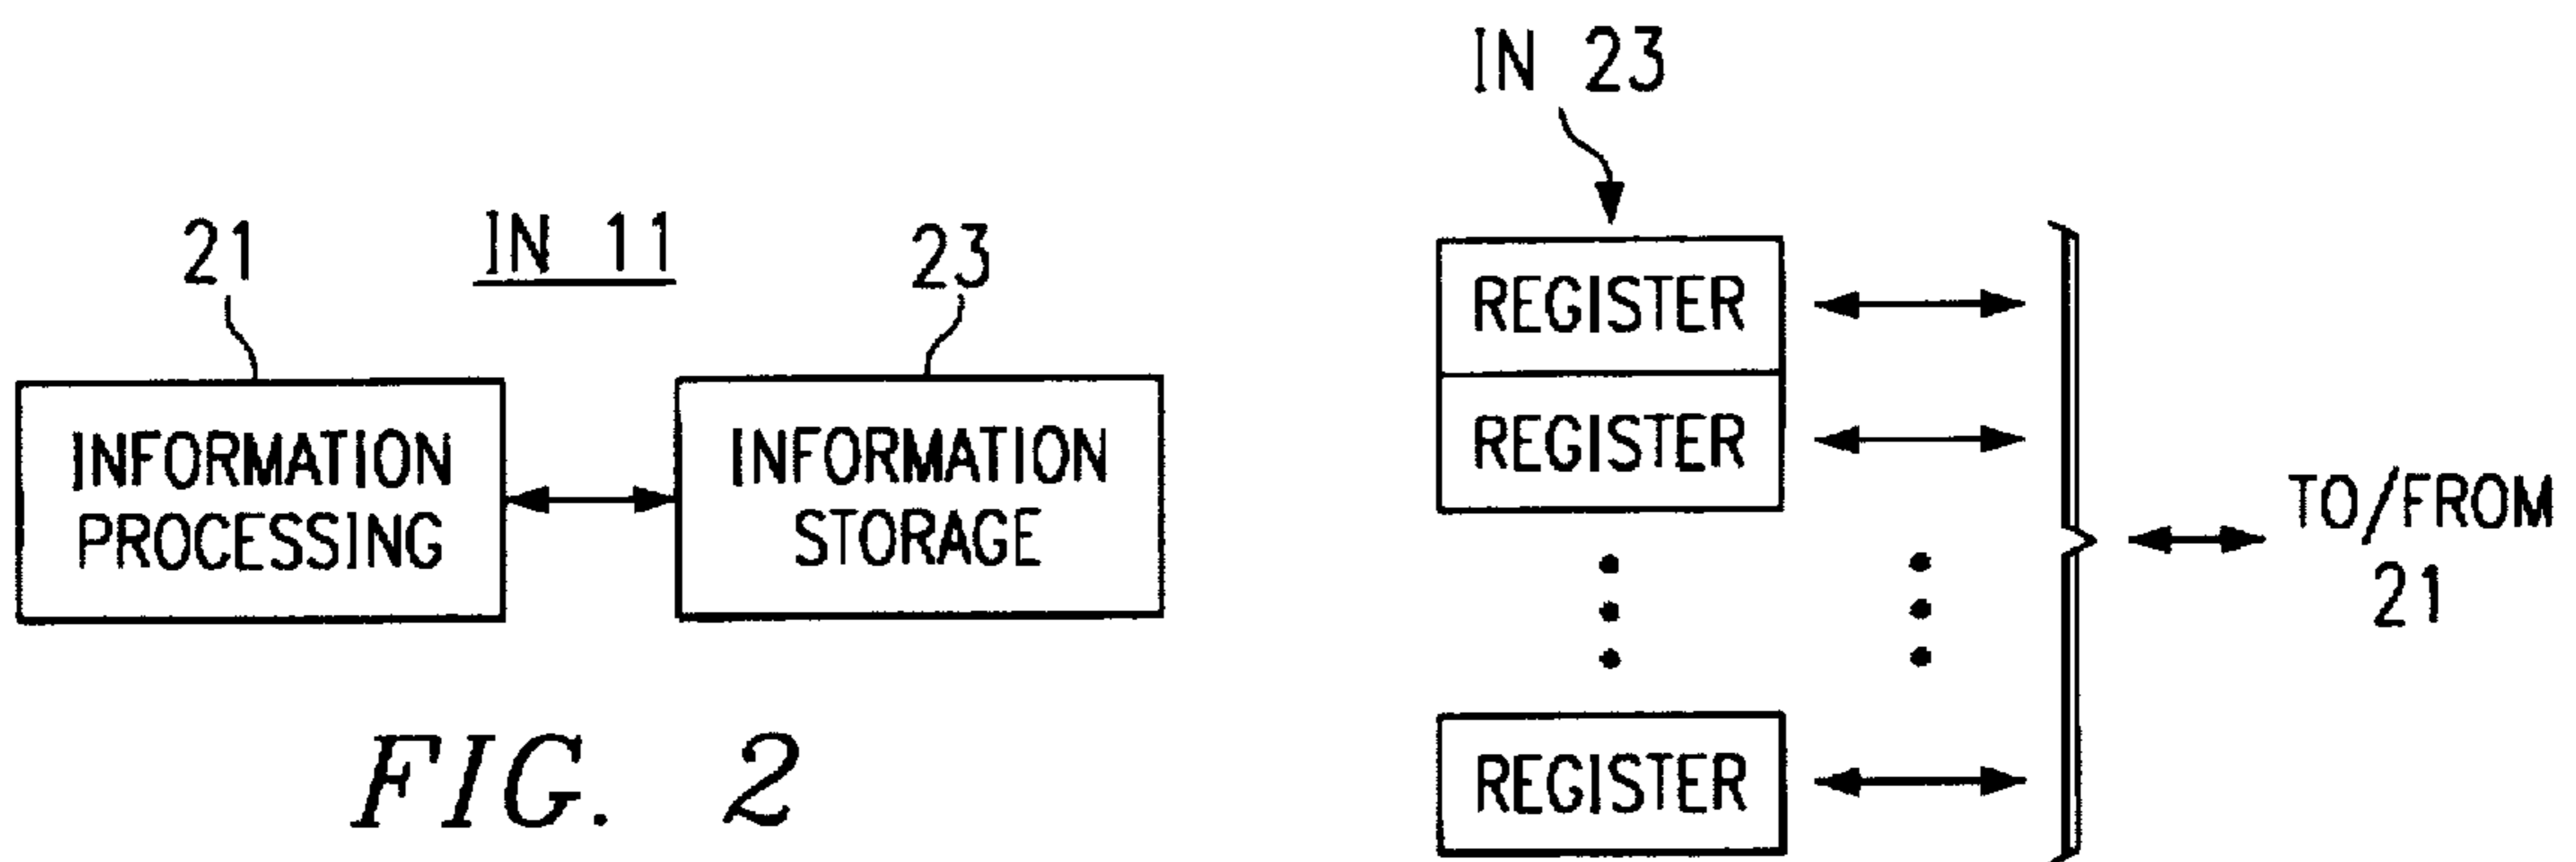 21
IN 11
23
INFORMATION
PROCESSING
INFORMATION
STORAGE
FIG. 2
IN 23
REGISTER
REGISTER
REGISTER
TO/FROM
21